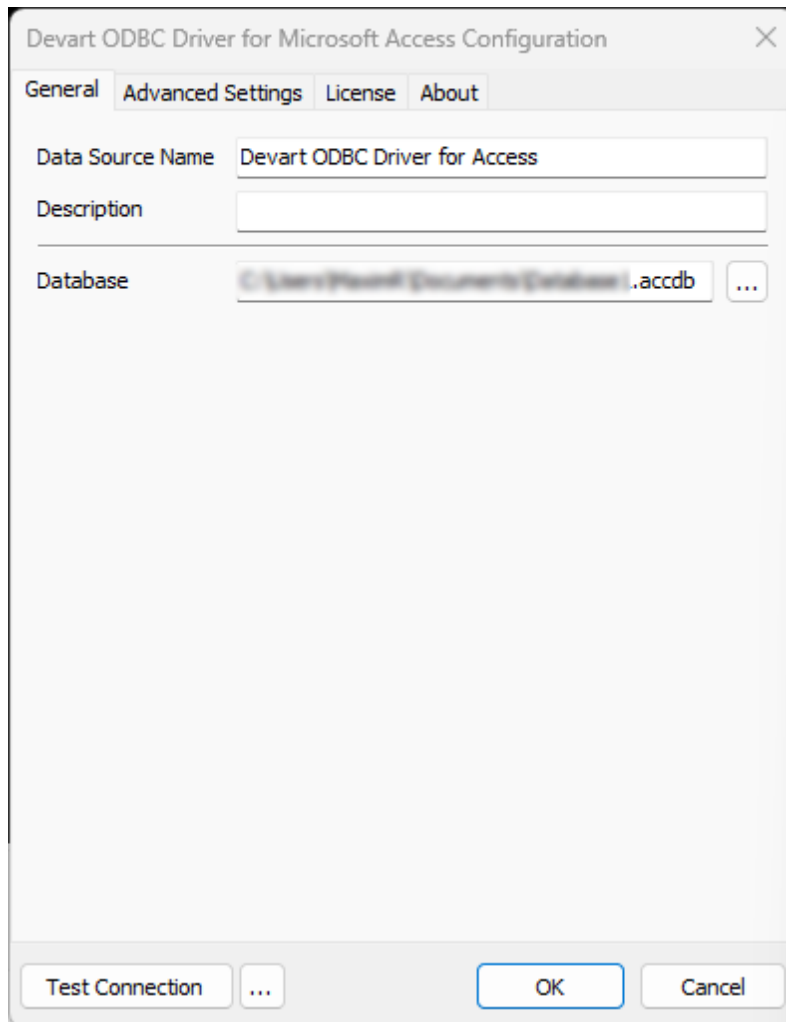 Devart ODBC Driver for Microsoft Access Configuration
General Advanced Settings License About
Data Source Name Devart ODBC Driver for Access
Description
Database .accdb ...
Test Connection ... OK Cancel